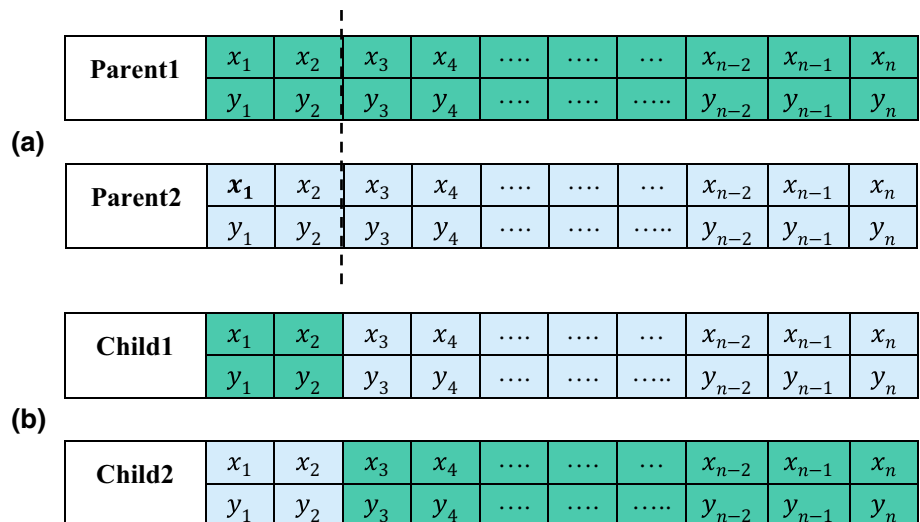 Parent1 x₁ x₂ x₃ x₄ …. …. … xₙ₋₂ xₙ₋₁ xₙ
y₁ y₂ y₃ y₄ …. …. ….. yₙ₋₂ yₙ₋₁ yₙ
(a)
Parent2 x₁ x₂ x₃ x₄ …. …. … xₙ₋₂ xₙ₋₁ xₙ
y₁ y₂ y₃ y₄ …. …. ….. yₙ₋₂ yₙ₋₁ yₙ
Child1 x₁ x₂ x₃ x₄ …. …. … xₙ₋₂ xₙ₋₁ xₙ
y₁ y₂ y₃ y₄ …. …. ….. yₙ₋₂ yₙ₋₁ yₙ
(b)
Child2 x₁ x₂ x₃ x₄ …. …. … xₙ₋₂ xₙ₋₁ xₙ
y₁ y₂ y₃ y₄ …. …. ….. yₙ₋₂ yₙ₋₁ yₙ